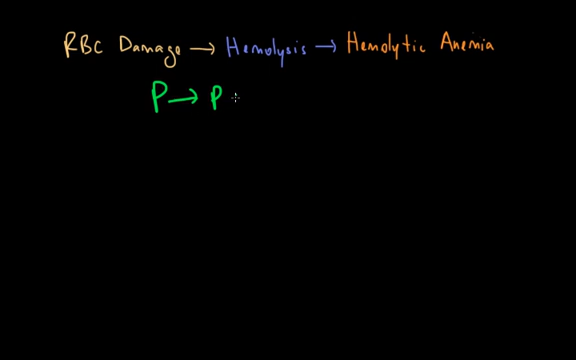 RBC Damage → Hemolysis → Hemolytic Anemia
P → P